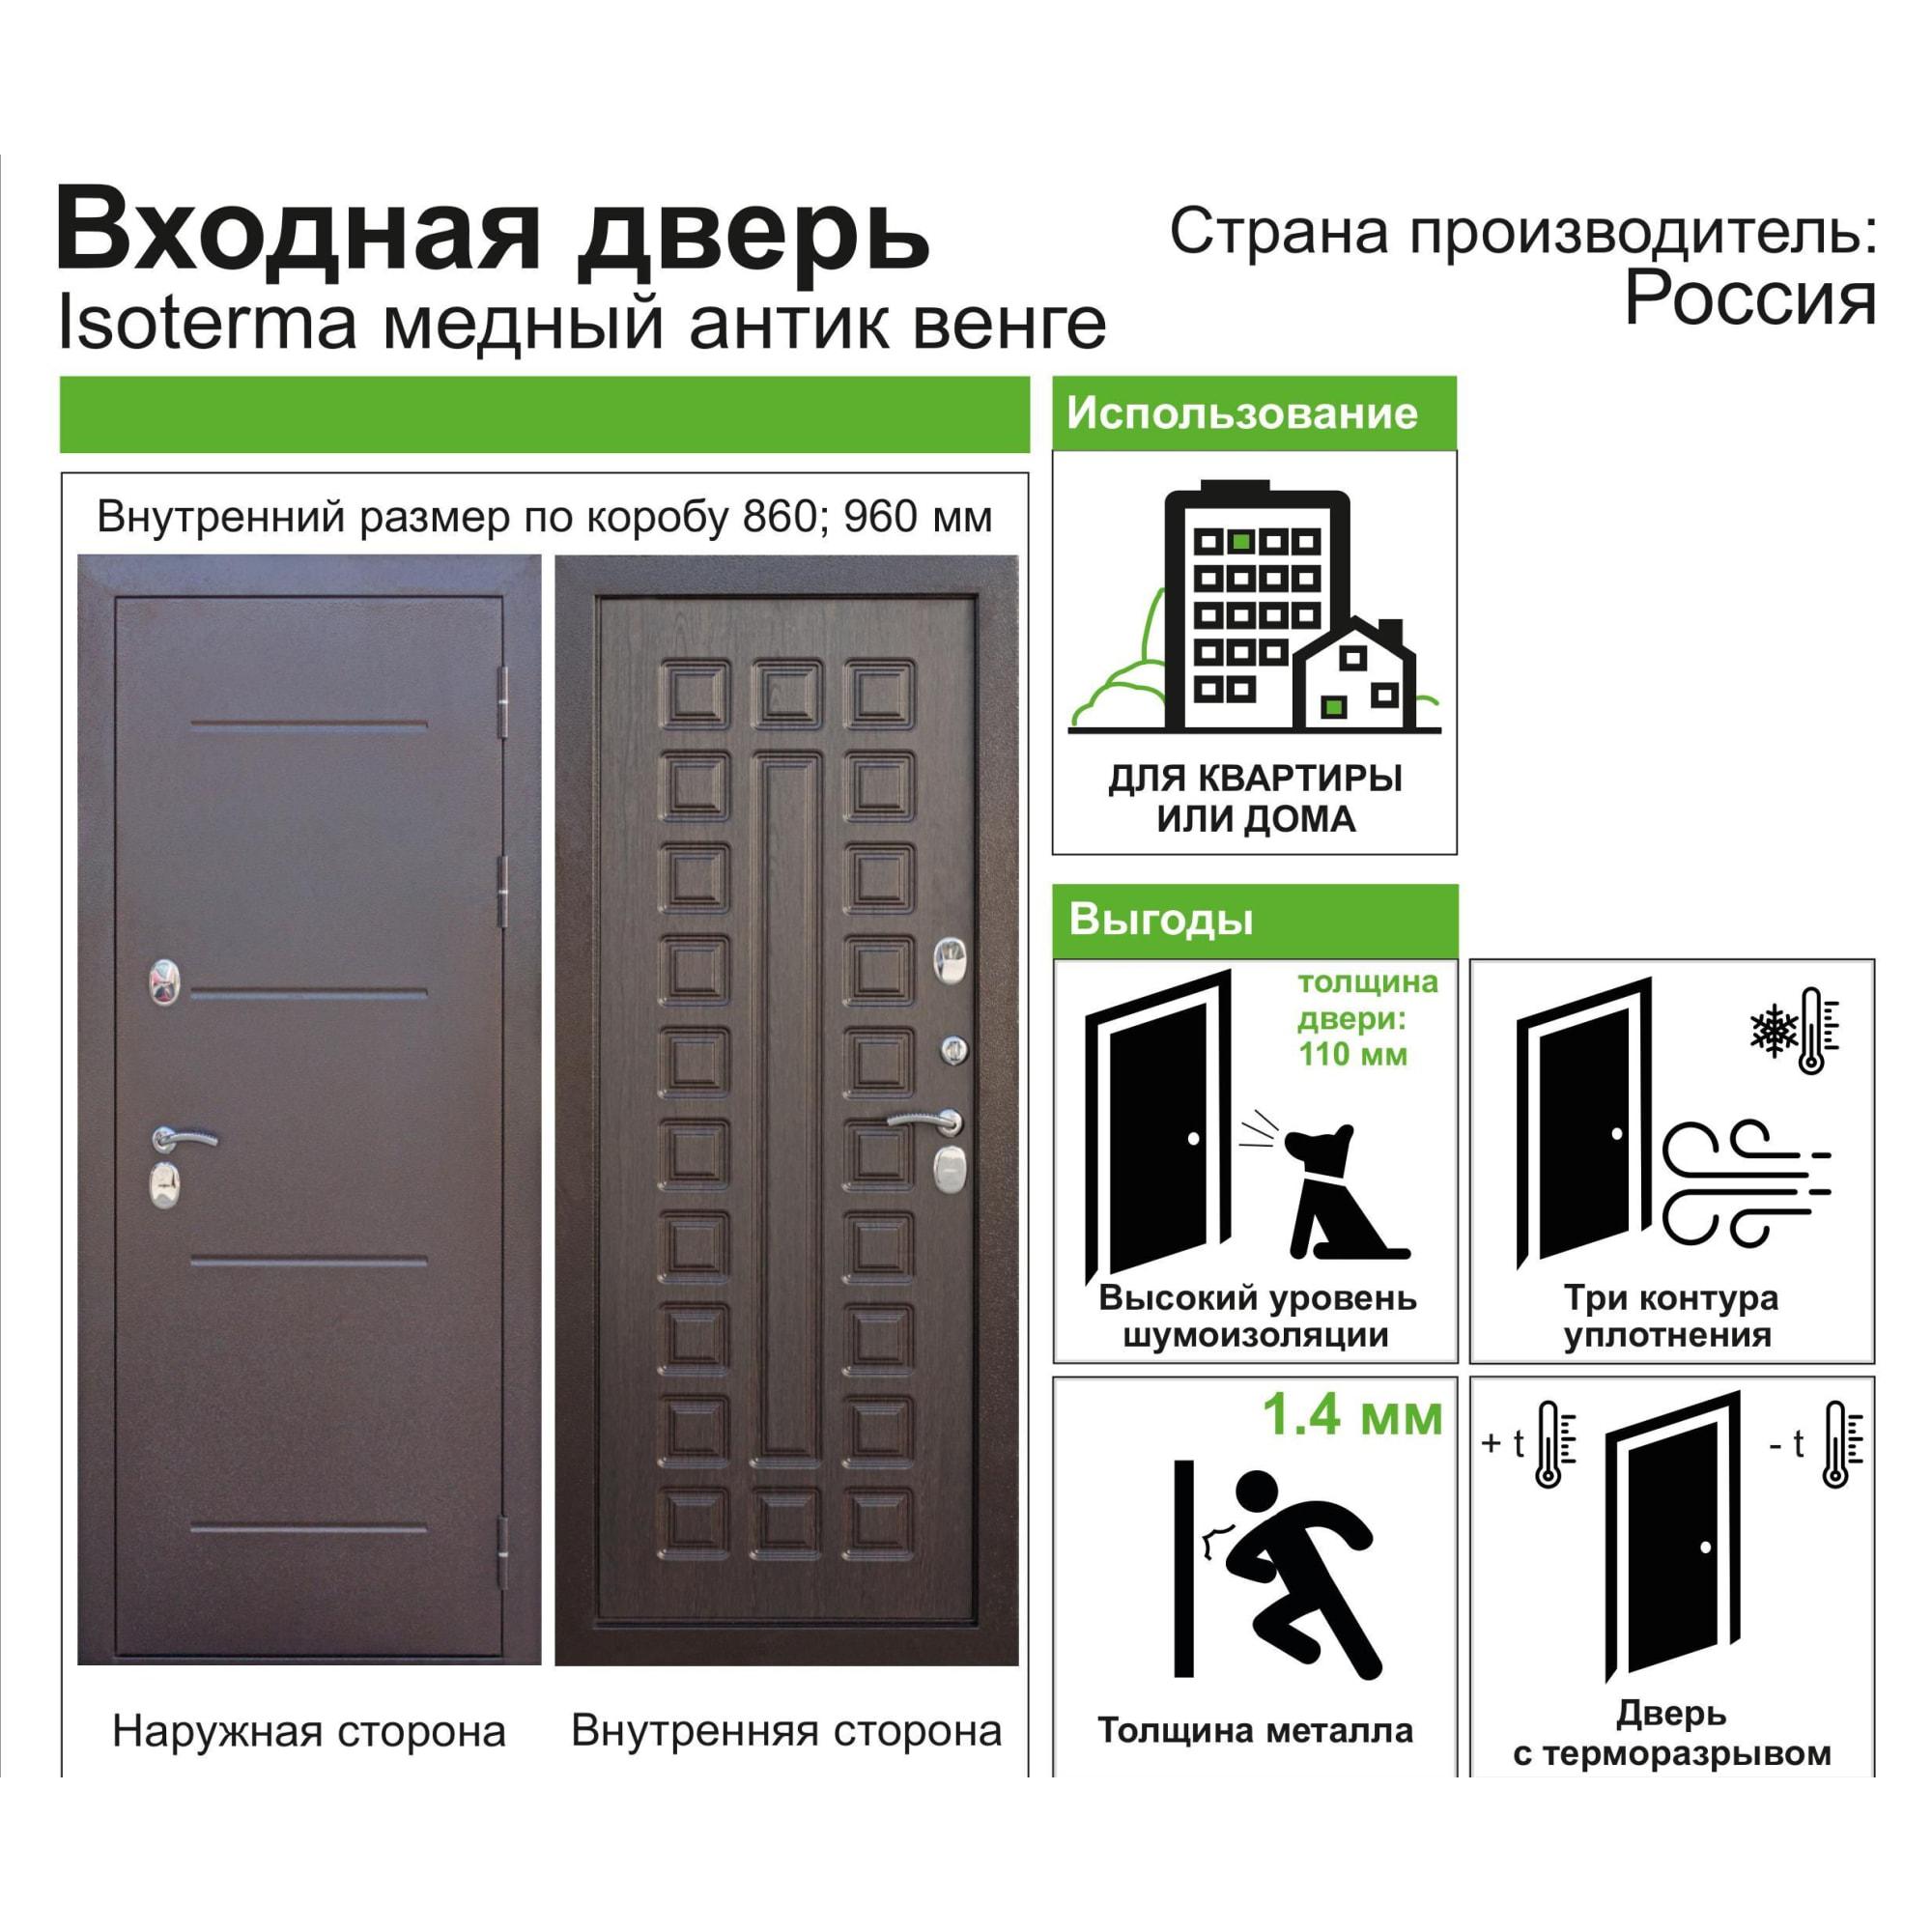 Входная дверь
Isoterma медный антик венге
Страна производитель:
Россия
Внутренний размер по коробу 860; 960 мм
Наружная сторона
Внутренняя сторона
Использование
ДЛЯ КВАРТИРЫ
ИЛИ ДОМА
Выгоды
толщина
двери:
110 мм
Высокий уровень
шумоизоляции
Три контура
уплотнения
1.4 мм
Толщина металла
+ t
- t
Дверь
с терморазрывом